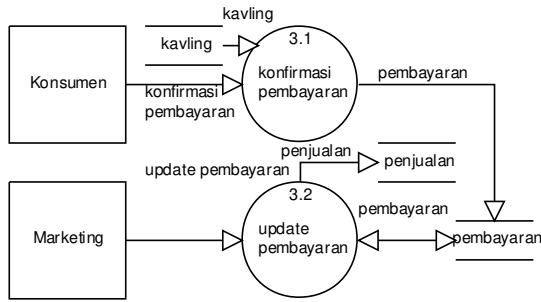 kavling
kavling
3.1
Konsumen
konfirmasi
pembayaran
konfirmasi
pembayaran
pembayaran
penjualan
penjualan
update pembayaran
3.2
Marketing
update
pembayaran
pembayaran
pembayaran